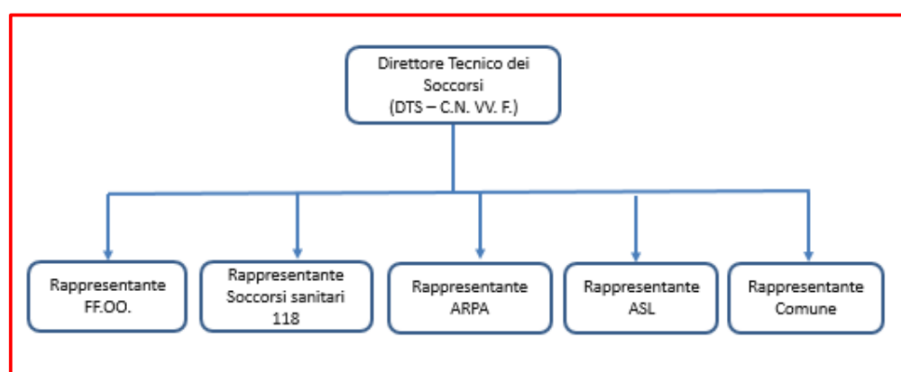 Direttore Tecnico dei
Soccorsi
(DTS – C.N. VV. F.)
Rappresentante
FF.OO.
Rappresentante
Soccorsi sanitari
118
Rappresentante
ARPA
Rappresentante
ASL
Rappresentante
Comune